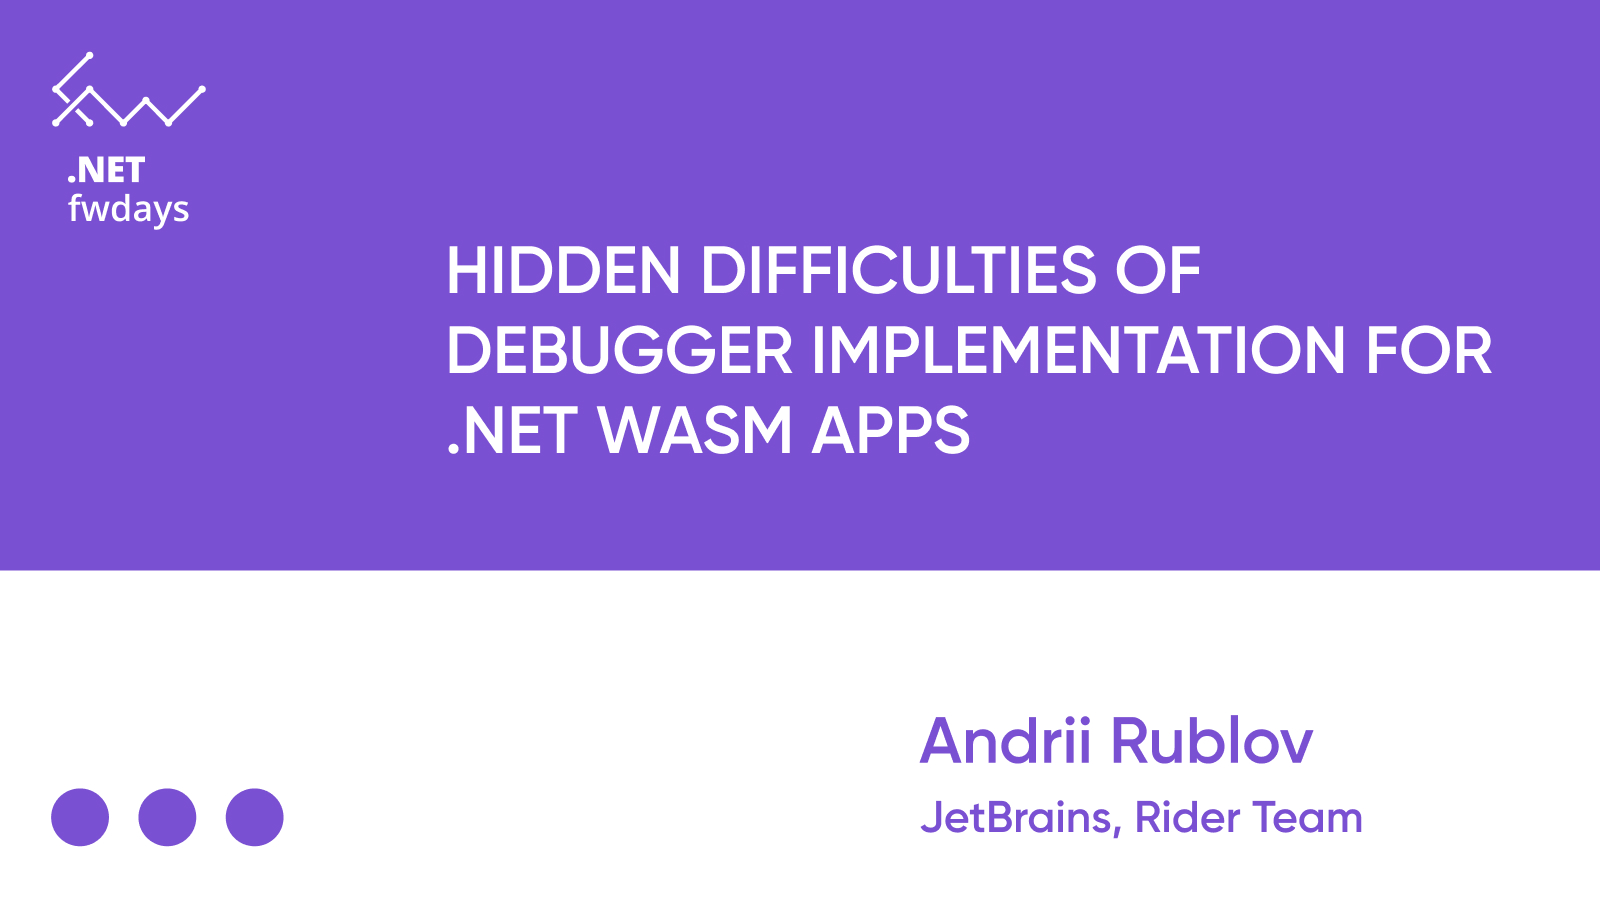 .NET
fwdays
HIDDEN DIFFICULTIES OF
DEBUGGER IMPLEMENTATION FOR
.NET WASM APPS
Andrii Rublov
JetBrains, Rider Team